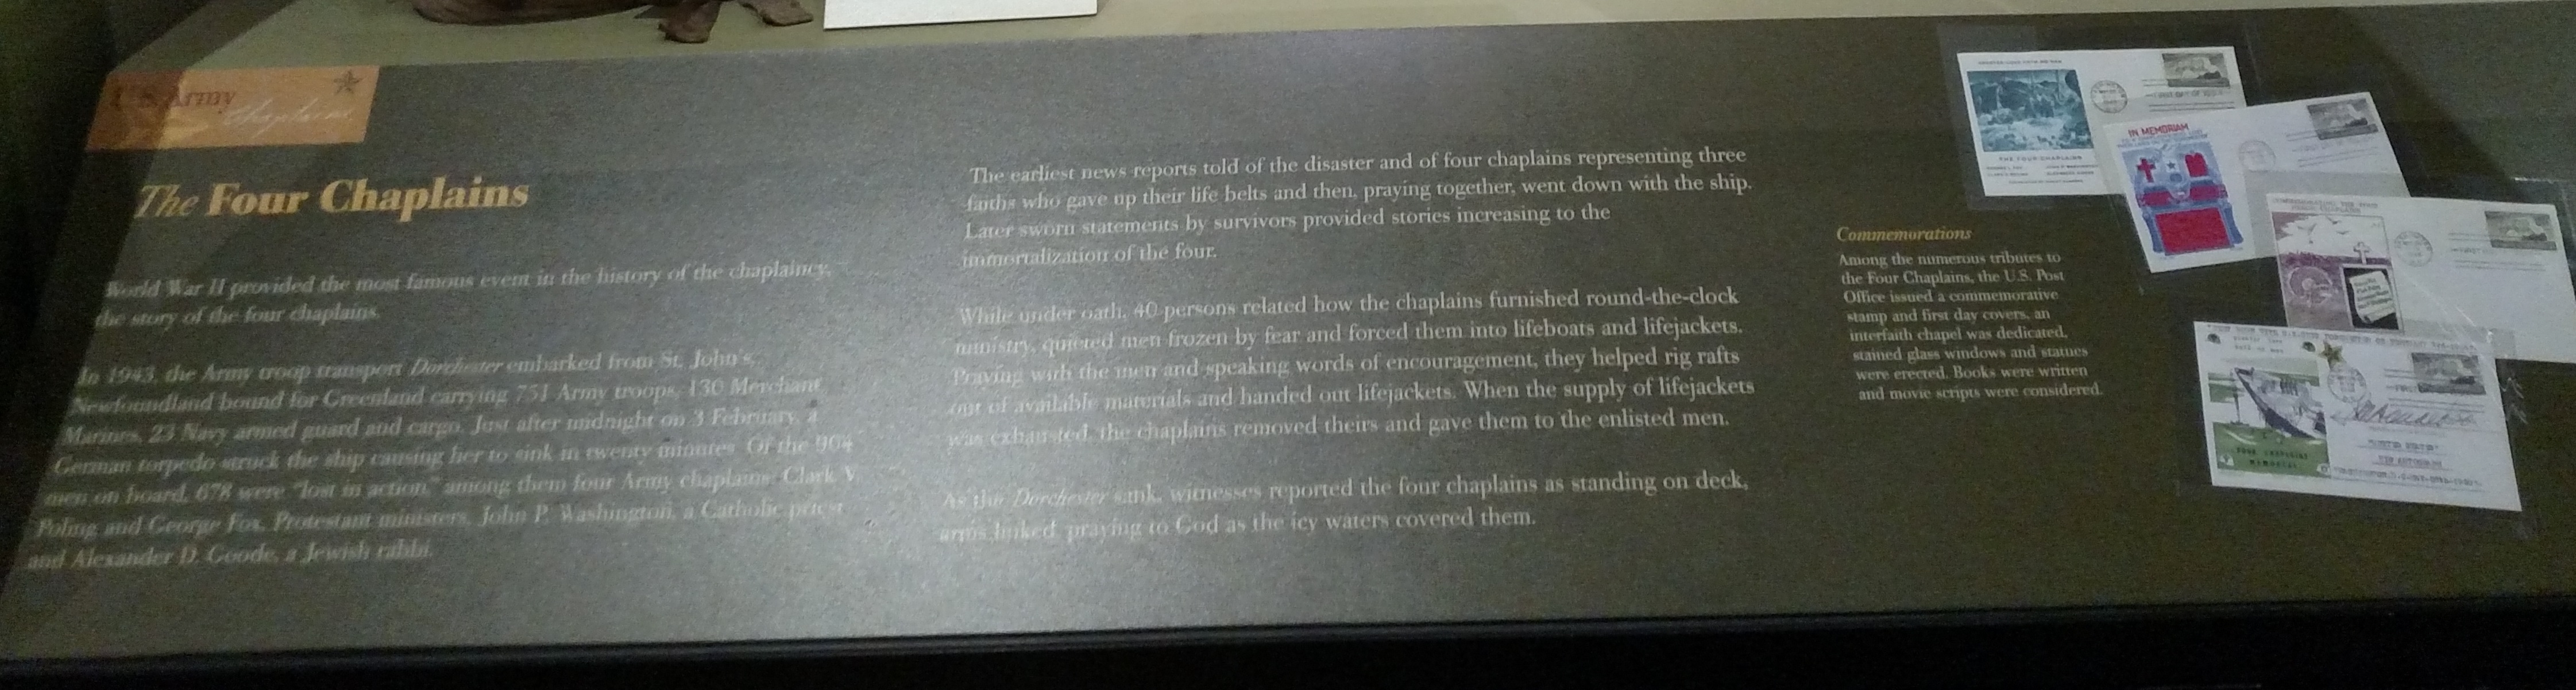 U.S. Army
Chaplains
The Four Chaplains
World War II provided the most famous event in the history of the chaplaincy,
the story of the four chaplains.
In 1943, the Army troop transport Dorchester embarked from St. John's,
Newfoundland bound for Greenland carrying 751 Army troops, 130 Merchant
Marines, 23 Navy armed guard and cargo. Just after midnight on 3 February, a
German torpedo struck the ship causing her to sink in twenty minutes. Of the 904
men on board, 678 were "lost in action," among them four Army chaplains: Clark V.
Poling and George Fox, Protestant ministers, John P. Washington, a Catholic priest
and Alexander D. Goode, a Jewish rabbi.
The earliest news reports told of the disaster and of four chaplains representing three
faiths who gave up their life belts and then, praying together, went down with the ship.
Later sworn statements by survivors provided stories increasing to the
immortalization of the four.
While under oath, 40 persons related how the chaplains furnished round-the-clock
ministry, quieted men frozen by fear and forced them into lifeboats and lifejackets.
Praying with the men and speaking words of encouragement, they helped rig rafts
out of available materials and handed out lifejackets. When the supply of lifejackets
was exhausted, the chaplains removed theirs and gave them to the enlisted men.
As the Dorchester sank, witnesses reported the four chaplains as standing on deck,
arms linked, praying to God as the icy waters covered them.
Commemorations
Among the numerous tributes to
the Four Chaplains, the U.S. Post
Office issued a commemorative
stamp and first day covers, an
interfaith chapel was dedicated,
stained glass windows and statues
were erected. Books were written
and movie scripts were considered.
THE FOUR CHAPLAINS
IN MEMORIAM
FOUR CHAPLAINS
MEMORIAL